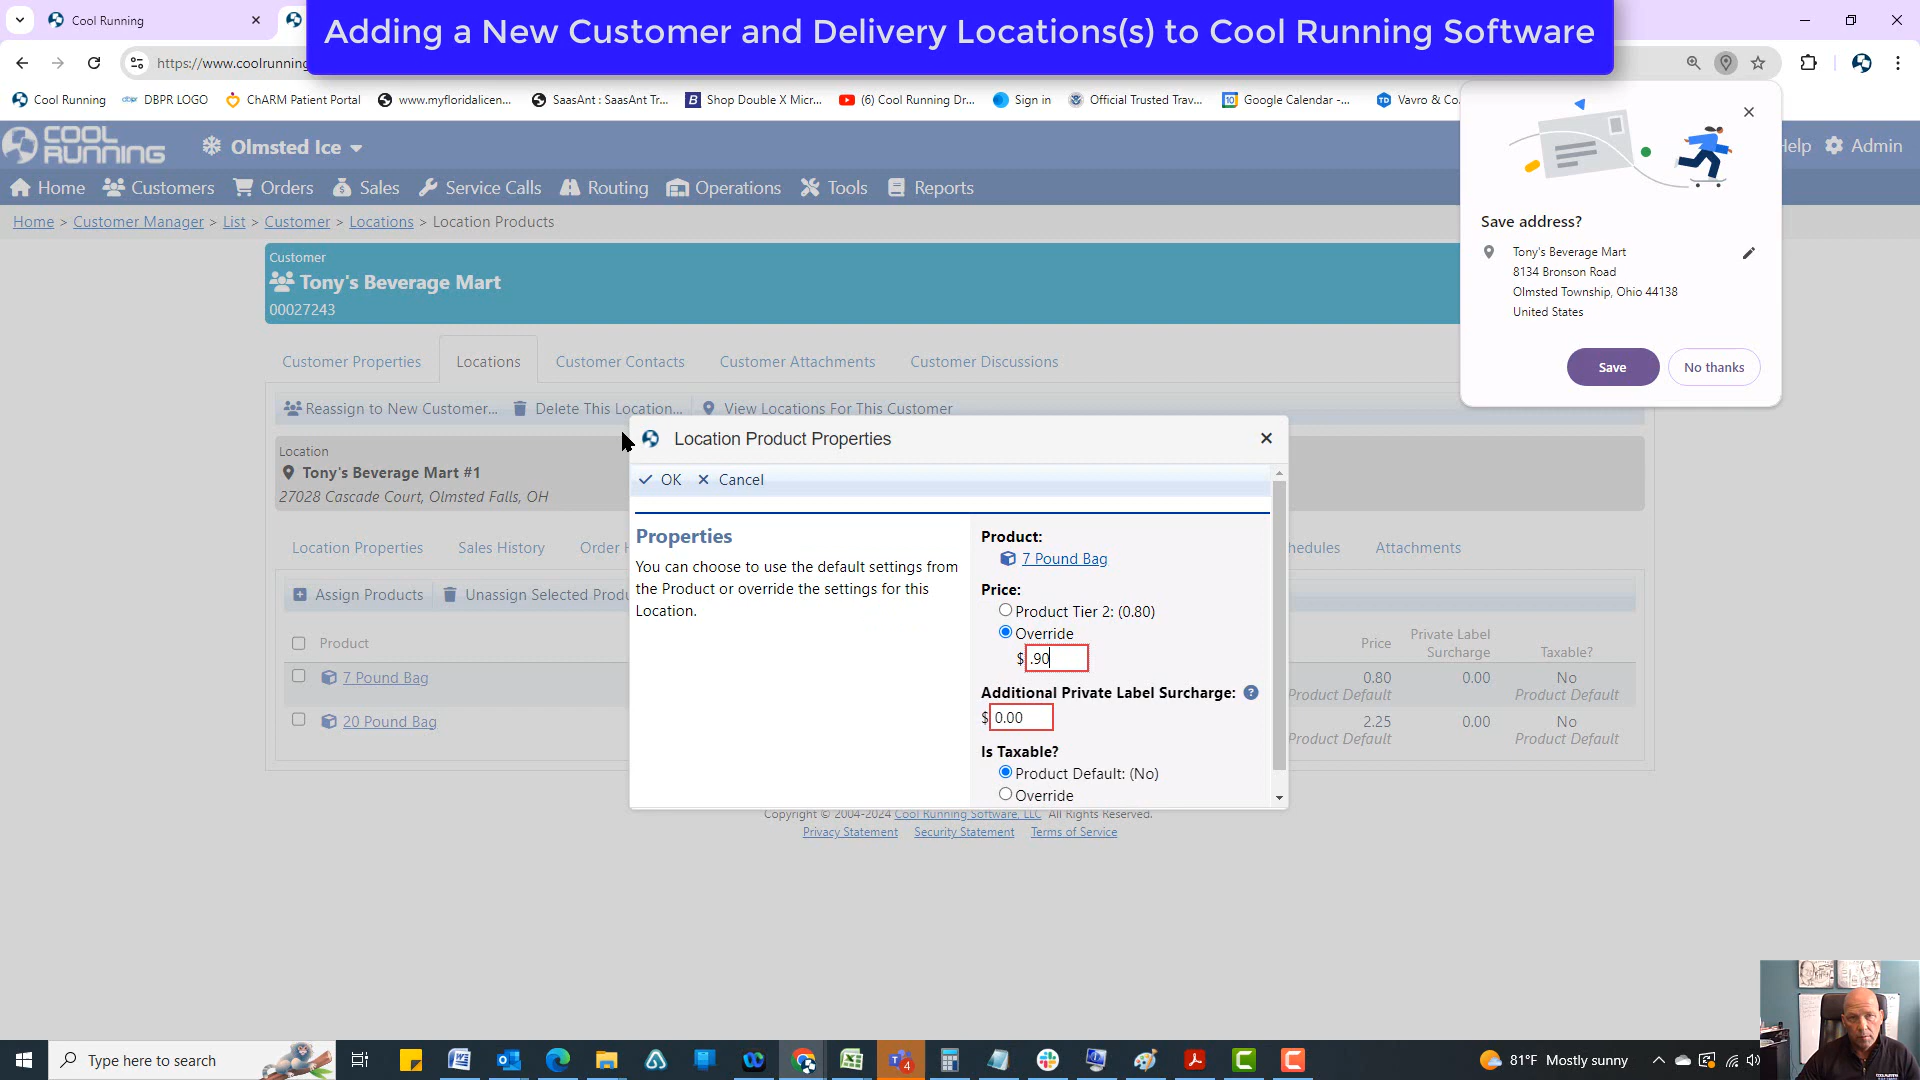 Cool Running
Adding a New Customer and Delivery Locations(s) to Cool Running Software
https://www.coolrunning
Cool Running
DBPR LOGO
ChARM Patient Portal
www.myfloridalicen...
SaasAnt : SaasAnt Tr...
Shop Double X Micr...
(6) Cool Running Dr...
Sign in
Official Trusted Trav...
Google Calendar -...
Vavro & Co.
COOL RUNNING
Olmsted Ice
Help
Admin
Home
Customers
Orders
Sales
Service Calls
Routing
Operations
Tools
Reports
Home > Customer Manager > List > Customer > Locations > Location Products
Save address?
Tony's Beverage Mart
8134 Bronson Road
Olmsted Township, Ohio 44138
United States
Save
No thanks
Customer
Tony's Beverage Mart
00027243
Customer Properties
Locations
Customer Contacts
Customer Attachments
Customer Discussions
Reassign to New Customer...
Delete This Location...
View Locations For This Customer
Location
Tony's Beverage Mart #1
27028 Cascade Court, Olmsted Falls, OH
Location Properties
Sales History
Order H
hedules
Attachments
Assign Products
Unassign Selected Produ
Product
Price
Private Label Surcharge
Taxable?
7 Pound Bag
0.80
Product Default
0.00
No
Product Default
20 Pound Bag
2.25
Product Default
0.00
No
Product Default
Location Product Properties
OK
Cancel
Properties
You can choose to use the default settings from
the Product or override the settings for this
Location.
Product:
7 Pound Bag
Price:
Product Tier 2: (0.80)
Override
$ .90
Additional Private Label Surcharge:
$ 0.00
Is Taxable?
Product Default: (No)
Override
Copyright © 2004-2024 Cool Running Software, LLC All Rights Reserved.
Privacy Statement
Security Statement
Terms of Service
Type here to search
4
81°F Mostly sunny